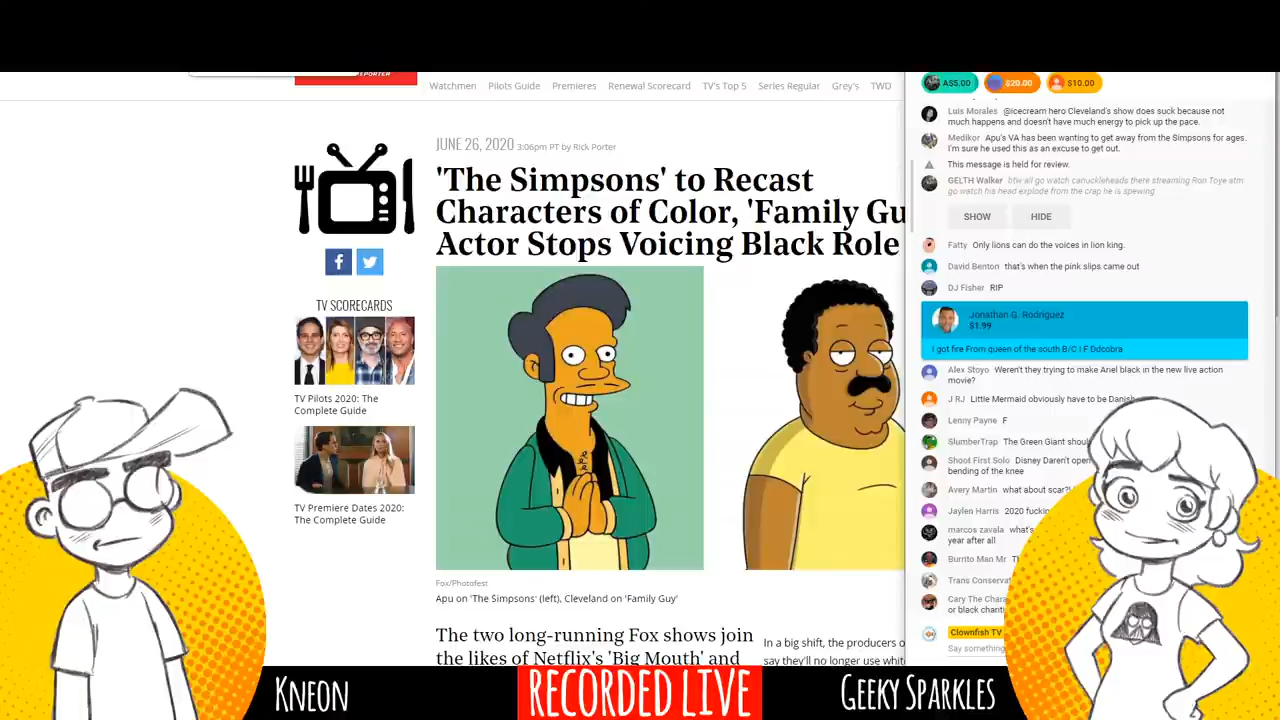 REPORTER
Watchmen Pilots Guide Premieres Renewal Scorecard TV's Top 5 Series Regular Grey's TWD
JUNE 26, 2020 3:06pm PT by Rick Porter
'The Simpsons' to Recast
Characters of Color, 'Family Gu
Actor Stops Voicing Black Role
TV SCORECARDS
TV Pilots 2020: The
Complete Guide
TV Premiere Dates 2020:
The Complete Guide
Fox/Photofest
Apu on 'The Simpsons' (left), Cleveland on 'Family Guy'
The two long-running Fox shows join
the likes of Netflix's 'Big Mouth' and
In a big shift, the producers o
say they'll no longer use white
A$5.00 $20.00 $10.00
Luis Morales @icecream hero Cleveland's show does suck because not
much happens and doesn't have much energy to pick up the pace.
Medikor Apu's VA has been wanting to get away from the Simpsons for ages.
I'm sure he used this as an excuse to get out.
This message is held for review.
GELTH Walker btw all go watch canuckleheads there streaming Ron Toye atm
go watch his head explode from the crap he is spewing
SHOW HIDE
Fatty Only lions can do the voices in lion king.
David Benton that's when the pink slips came out
DJ Fisher RIP
Jonathan G. Rodriguez
$1.99
I got fire From queen of the south B/C I F Ddcobra
Alex Stoyo Weren't they trying to make Ariel black in the new live action
movie?
J RJ Little Mermaid obviously have to be Danish
Lenny Payne F
SlumberTrap The Green Giant shoul
Shoot First Solo Disney Daren't open
bending of the knee
Avery Martin what about scar?
Jaylen Harris 2020 fuckin
marcos zavala what's
year after all
Burrito Man Mr Th
Trans Conservat
Cary The Chara
or black chanti
Clownfish TV
Say something
KNEON
RECORDED LIVE
GEEKY SPARKLES